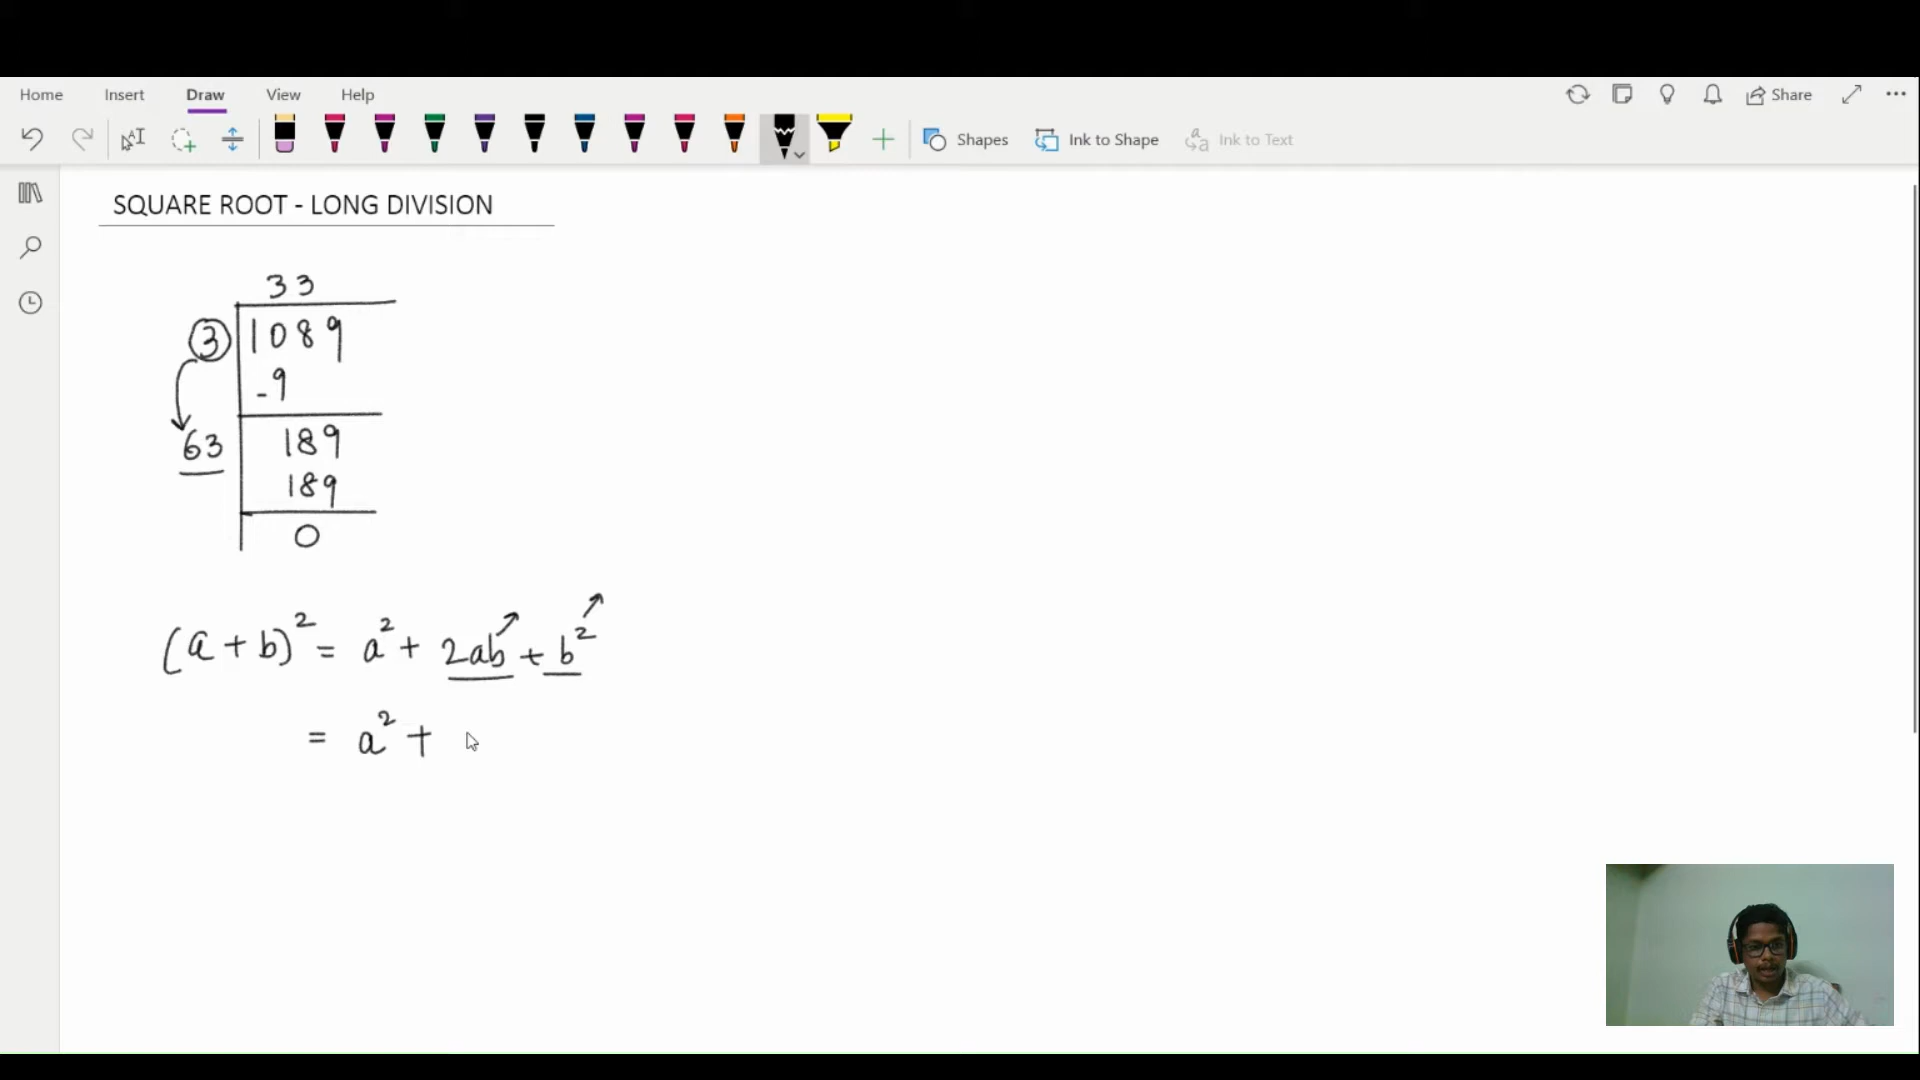 Home Insert Draw View Help Share
Shapes Ink to Shape Ink to Text
SQUARE ROOT - LONG DIVISION
33
3 1089
-9
63 189
189
0
(a + b)² = a² + 2ab + b²
= a² +